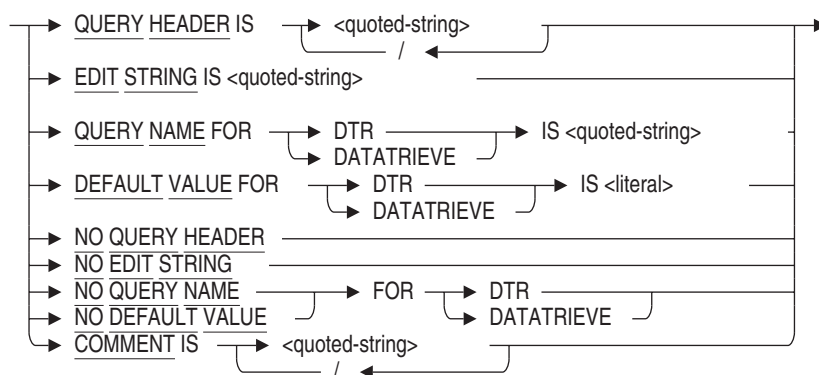 QUERY HEADER IS <quoted-string>
/
EDIT STRING IS <quoted-string>
QUERY NAME FOR DTR IS <quoted-string>
DATATRIEVE
DEFAULT VALUE FOR DTR IS <literal>
DATATRIEVE
NO QUERY HEADER
NO EDIT STRING
NO QUERY NAME FOR DTR
NO DEFAULT VALUE DATATRIEVE
COMMENT IS <quoted-string>
/